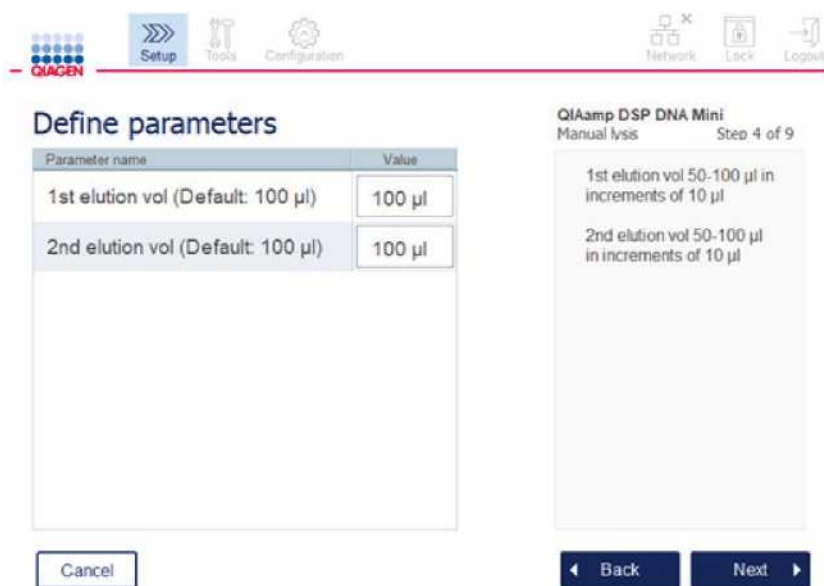 QIAGEN
Setup
Tools
Configuration
Network
Lock
Logout
Define parameters
Parameter name Value
1st elution vol (Default: 100 µl) 100 µl
2nd elution vol (Default: 100 µl) 100 µl
QIAamp DSP DNA Mini
Manual lysis Step 4 of 9
1st elution vol 50-100 µl in
increments of 10 µl
2nd elution vol 50-100 µl
in increments of 10 µl
Cancel
Back
Next